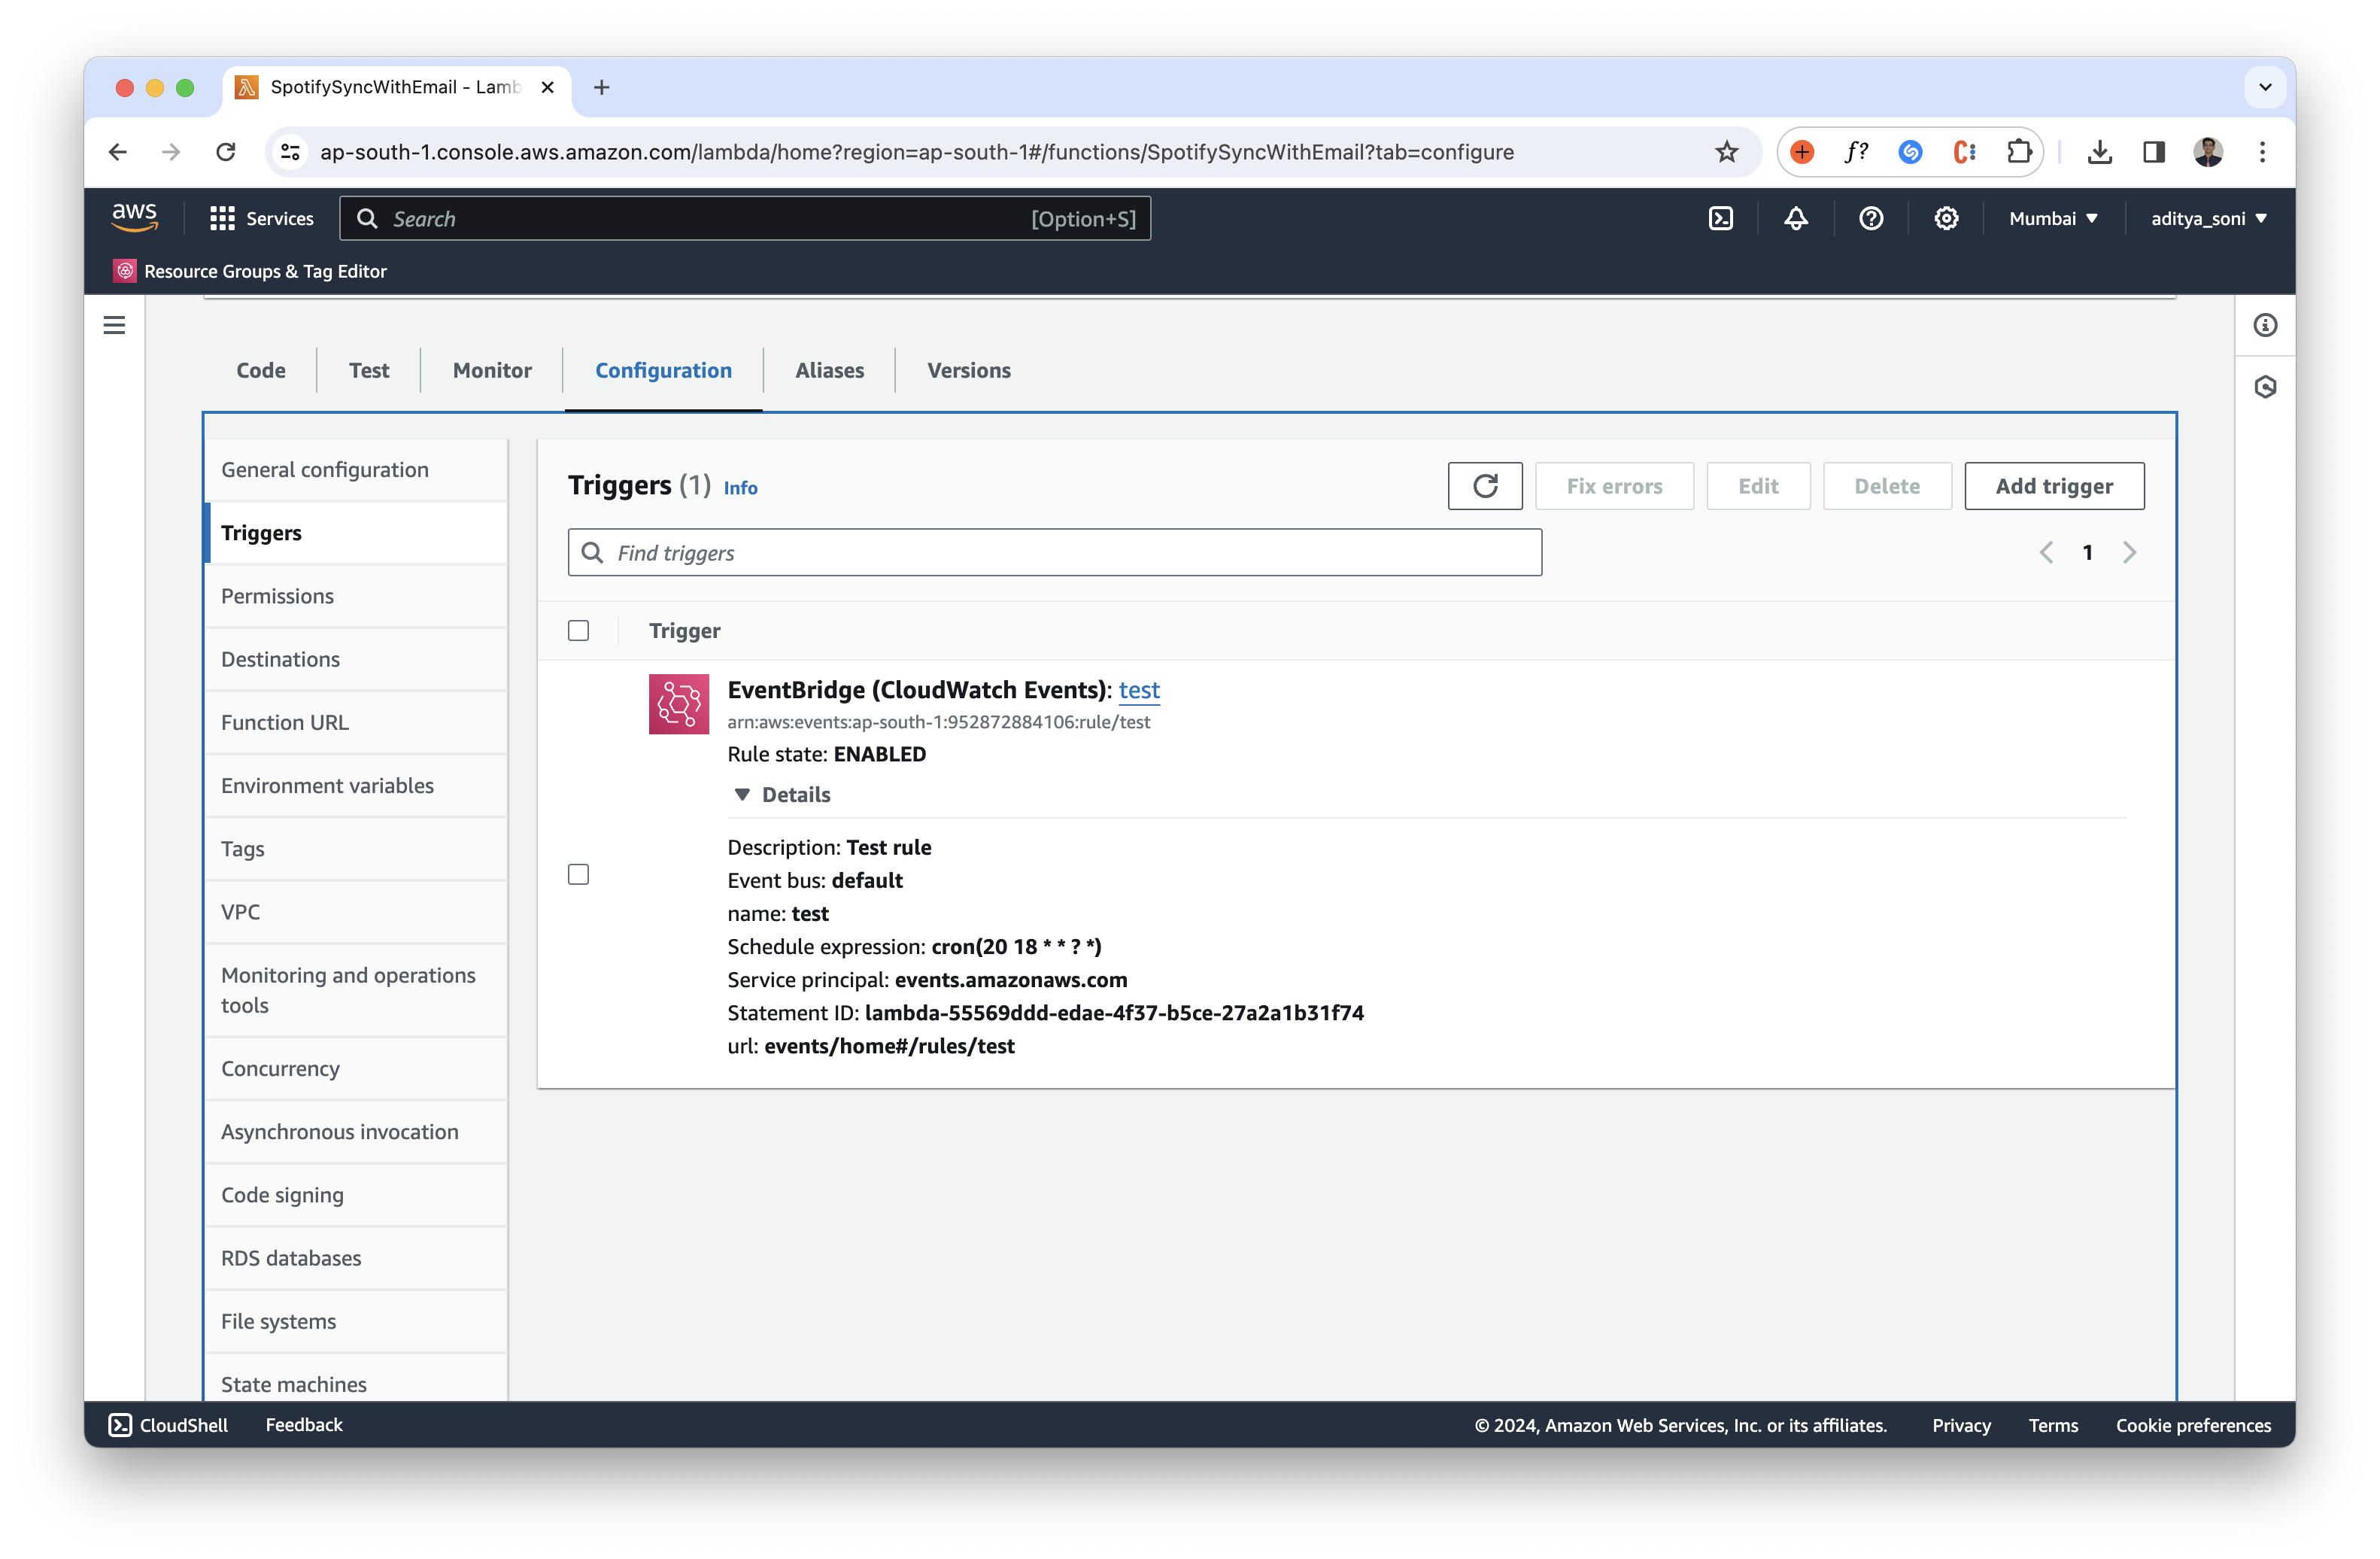 SpotifySyncWithEmail - Lamb
ap-south-1.console.aws.amazon.com/lambda/home?region=ap-south-1#/functions/SpotifySyncWithEmail?tab=configure
f?
aws
Services
Search
[Option+S]
Mumbai
aditya_soni
Resource Groups & Tag Editor
Code
Test
Monitor
Configuration
Aliases
Versions
General configuration
Triggers
Permissions
Destinations
Function URL
Environment variables
Tags
VPC
Monitoring and operations
tools
Concurrency
Asynchronous invocation
Code signing
RDS databases
File systems
State machines
Triggers (1) Info
Fix errors
Edit
Delete
Add trigger
Find triggers
1
Trigger
EventBridge (CloudWatch Events): test
arn:aws:events:ap-south-1:952872884106:rule/test
Rule state: ENABLED
Details
Description: Test rule
Event bus: default
name: test
Schedule expression: cron(20 18 * * ? *)
Service principal: events.amazonaws.com
Statement ID: lambda-55569ddd-edae-4f37-b5ce-27a2a1b31f74
url: events/home#/rules/test
CloudShell
Feedback
© 2024, Amazon Web Services, Inc. or its affiliates.
Privacy
Terms
Cookie preferences